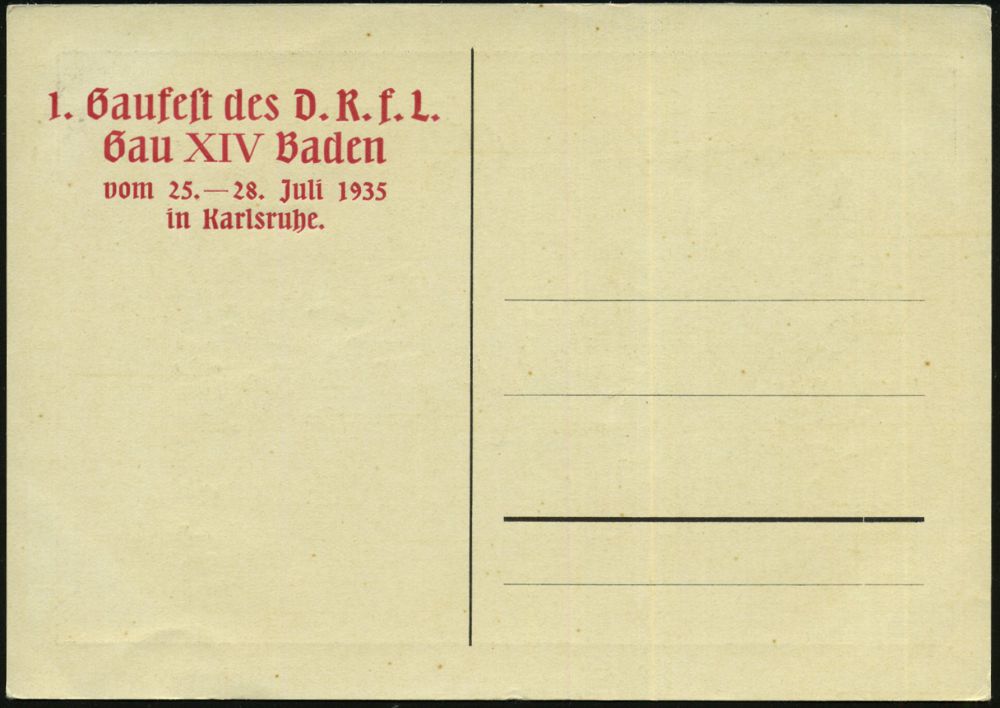 1. Gaufeſt des D.R.f.L.
Gau XIV Baden
vom 25.—28. Juli 1935
in Karlsruhe.